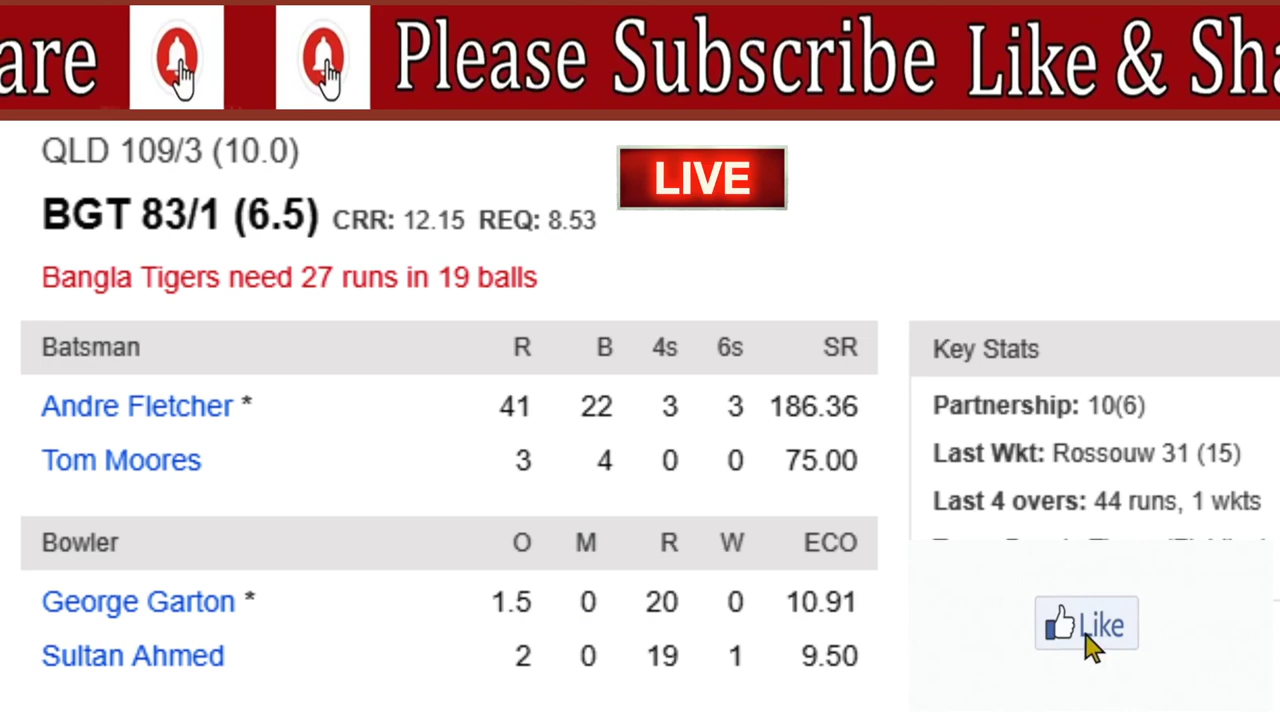 are Please Subscribe Like & Sha
QLD 109/3 (10.0)
LIVE
BGT 83/1 (6.5) CRR: 12.15 REQ: 8.53
Bangla Tigers need 27 runs in 19 balls
Batsman R B 4s 6s SR
Andre Fletcher * 41 22 3 3 186.36
Tom Moores 3 4 0 0 75.00
Bowler O M R W ECO
George Garton * 1.5 0 20 0 10.91
Sultan Ahmed 2 0 19 1 9.50
Key Stats
Partnership: 10(6)
Last Wkt: Rossouw 31 (15)
Last 4 overs: 44 runs, 1 wkts
Like